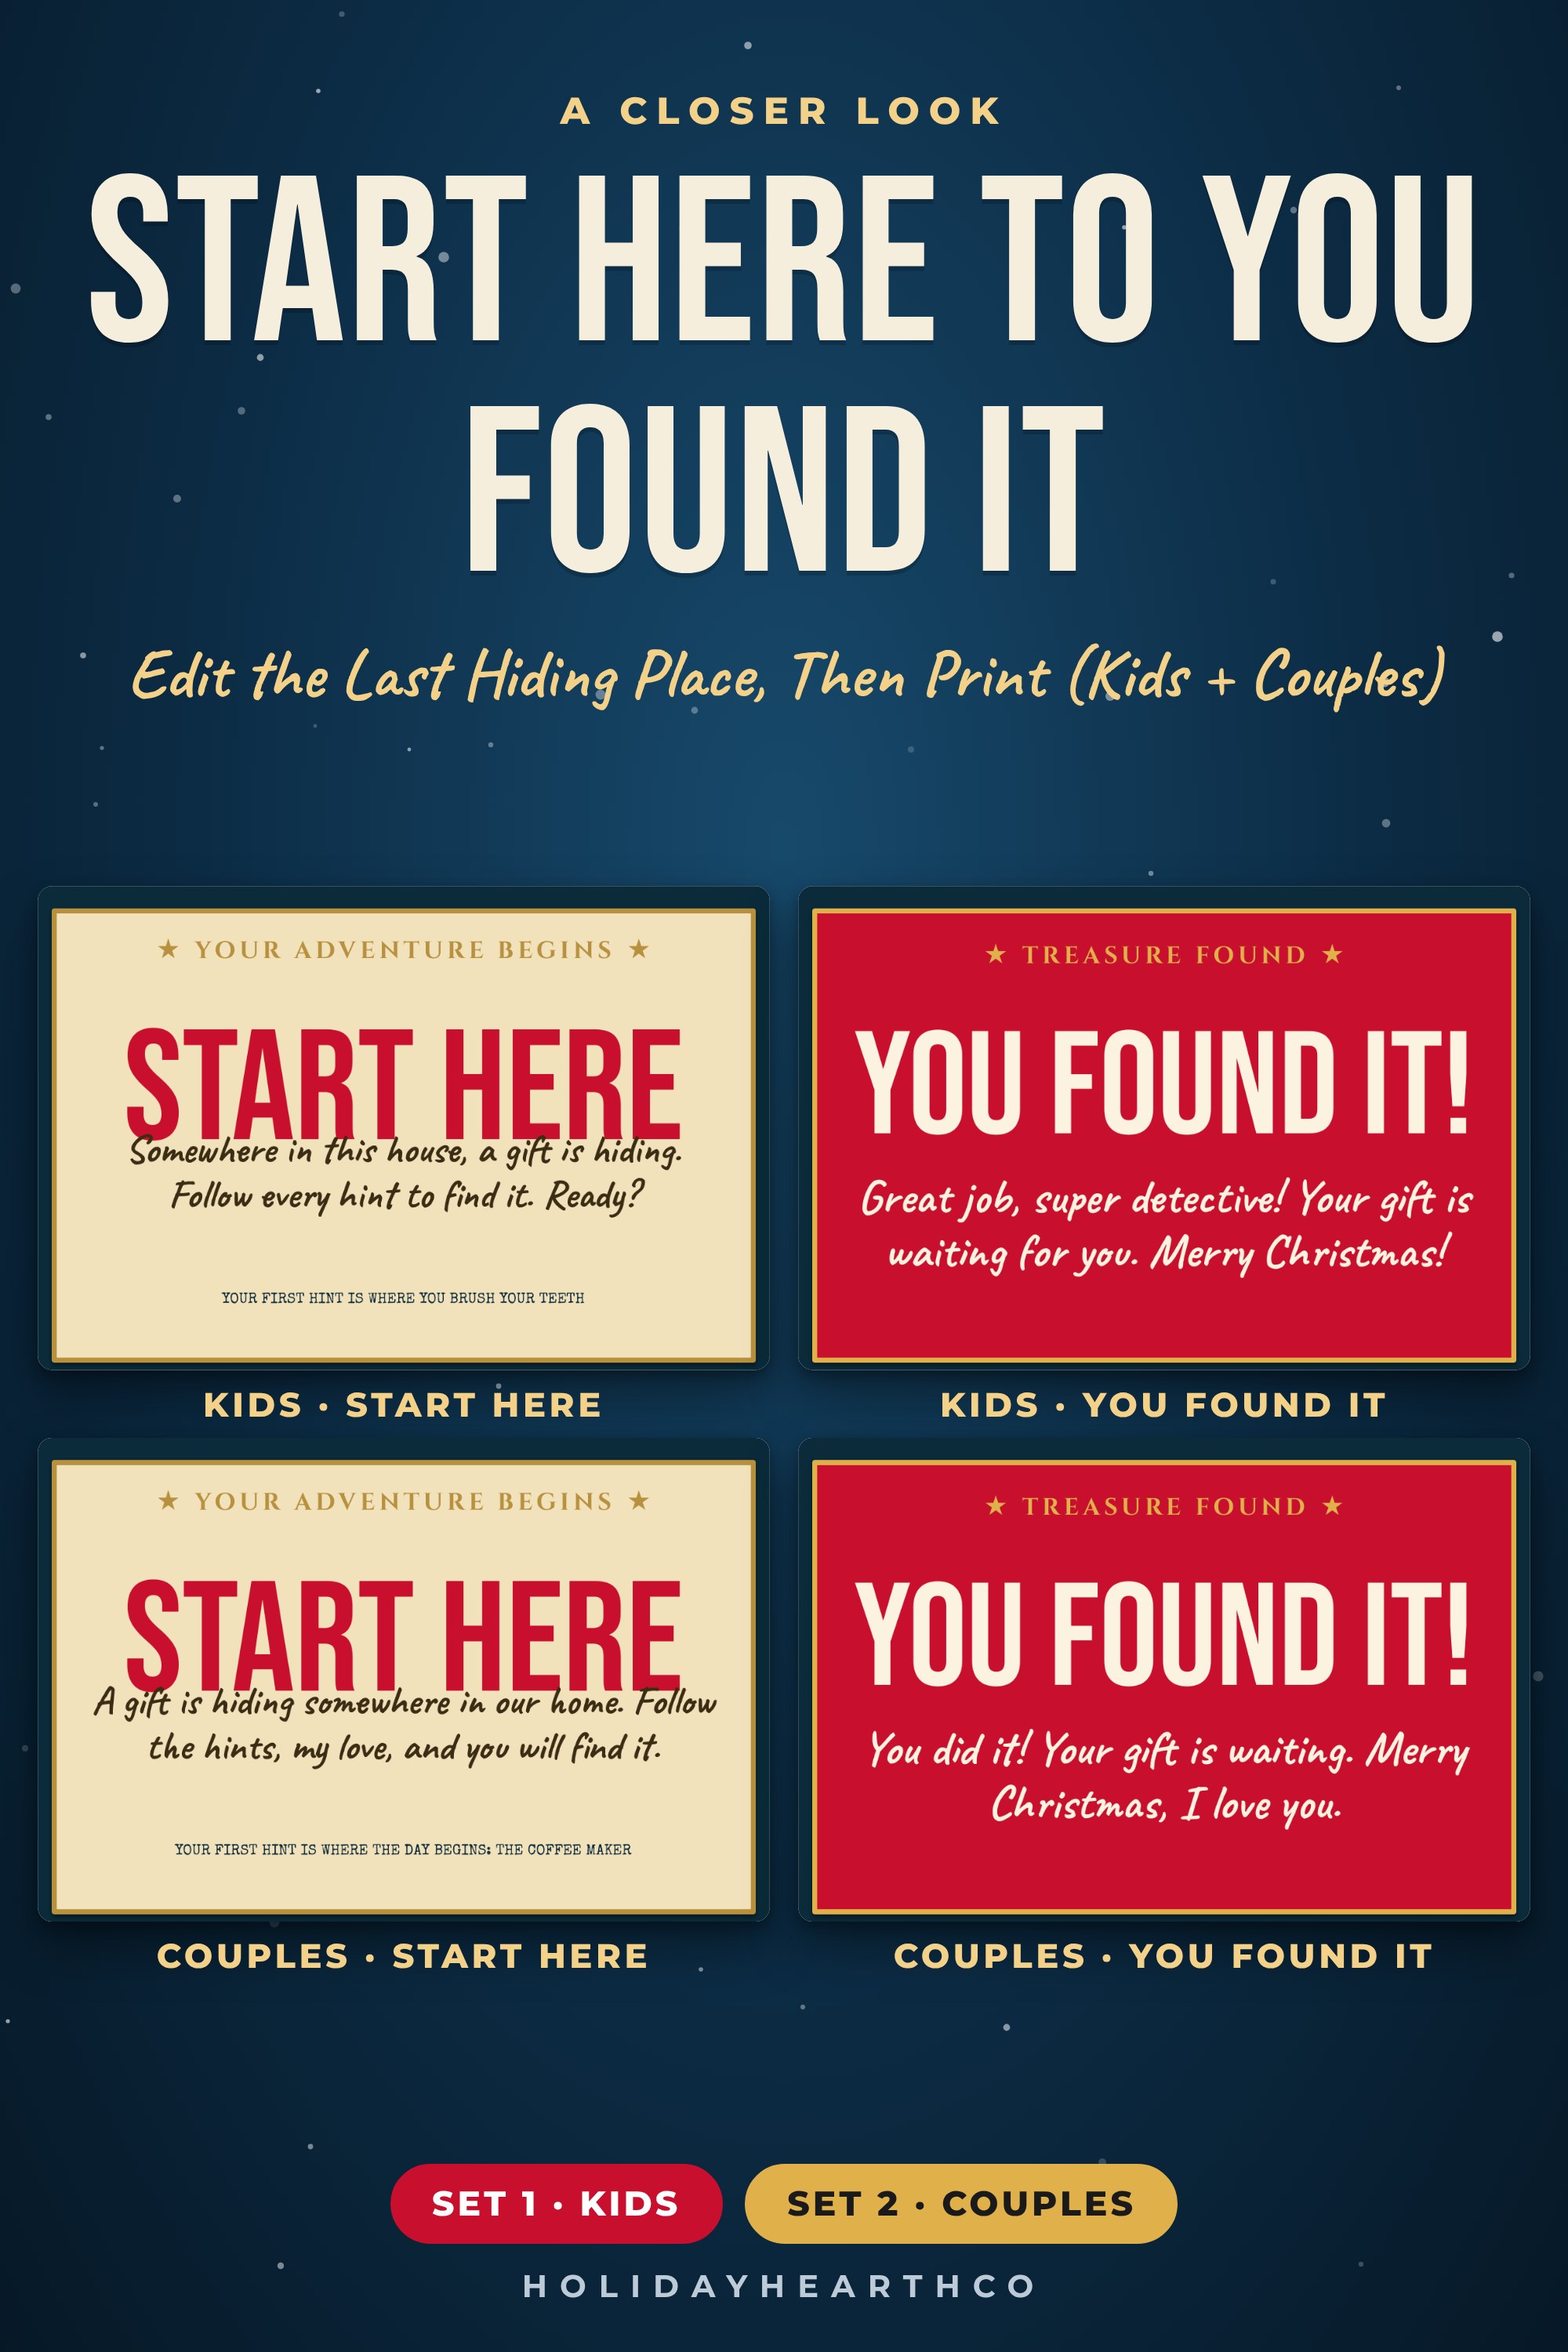 A CLOSER LOOK
START HERE TO YOU
FOUND IT
Edit the Last Hiding Place, Then Print (Kids + Couples)
★ YOUR ADVENTURE BEGINS ★
START HERE
Somewhere in this house, a gift is hiding.
Follow every hint to find it. Ready?
YOUR FIRST HINT IS WHERE YOU BRUSH YOUR TEETH
KIDS · START HERE
★ TREASURE FOUND ★
YOU FOUND IT!
Great job, super detective! Your gift is
waiting for you. Merry Christmas!
KIDS · YOU FOUND IT
★ YOUR ADVENTURE BEGINS ★
START HERE
A gift is hiding somewhere in our home. Follow
the hints, my love, and you will find it.
YOUR FIRST HINT IS WHERE THE DAY BEGINS: THE COFFEE MAKER
COUPLES · START HERE
★ TREASURE FOUND ★
YOU FOUND IT!
You did it! Your gift is waiting. Merry
Christmas, I love you.
COUPLES · YOU FOUND IT
SET 1 · KIDS
SET 2 · COUPLES
HOLIDAYHEARTHCO